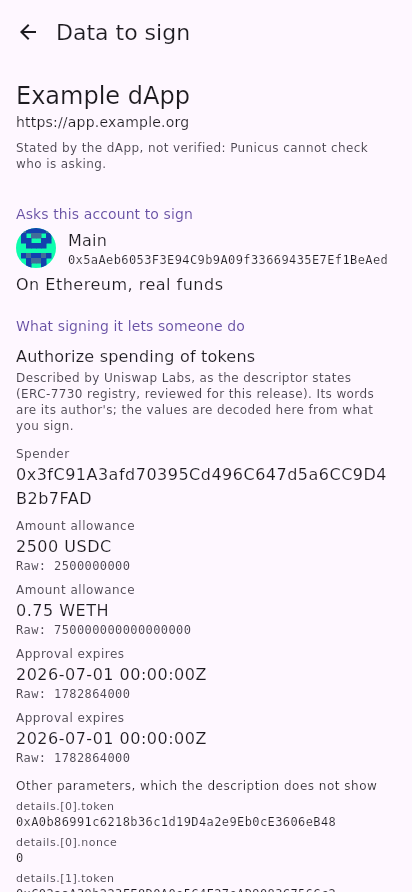 Data to sign
Example dApp
https://app.example.org
Stated by the dApp, not verified: Punicus cannot check
who is asking.
Asks this account to sign
Main
0x5aAeb6053F3E94C9b9A09f33669435E7Ef1BeAed
On Ethereum, real funds
What signing it lets someone do
Authorize spending of tokens
Described by Uniswap Labs, as the descriptor states
(ERC-7730 registry, reviewed for this release). Its words
are its author's; the values are decoded here from what
you sign.
Spender
0x3fC91A3afd70395Cd496C647d5a6CC9D4
B2b7FAD
Amount allowance
2500 USDC
Raw: 2500000000
Amount allowance
0.75 WETH
Raw: 750000000000000000
Approval expires
2026-07-01 00:00:00Z
Raw: 1782864000
Approval expires
2026-07-01 00:00:00Z
Raw: 1782864000
Other parameters, which the description does not show
details.[0].token
0xA0b86991c6218b36c1d19D4a2e9Eb0cE3606eB48
details.[0].nonce
0
details.[1].token